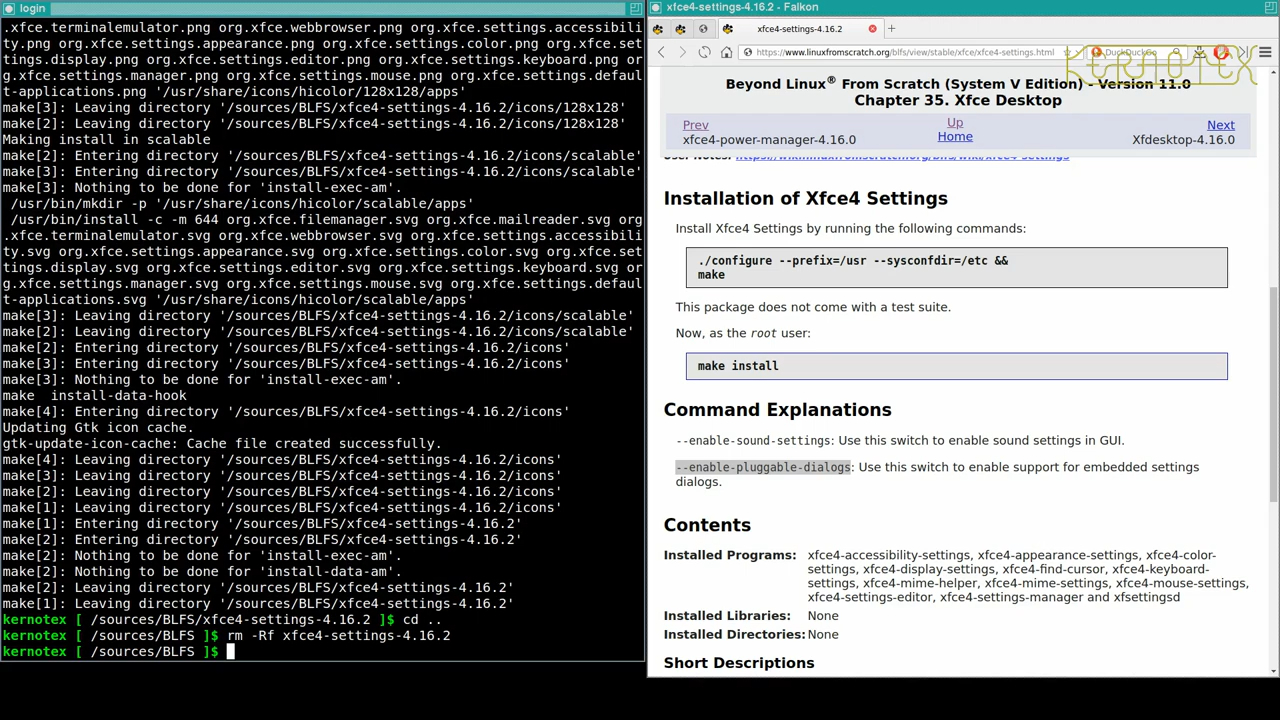 login
.xfce.terminalemulator.png org.xfce.webbrowser.png org.xfce.settings.accessibili
ty.png org.xfce.settings.appearance.png org.xfce.settings.color.png org.xfce.set
tings.display.png org.xfce.settings.editor.png org.xfce.setting.keyboard.png org
.xfce.settings.manager.png org.xfce.settings.mouse.png org.xfce.settings.defaul
t-applications.png '/usr/share/icons/hicolor/128x128/apps'
make[3]: Leaving directory '/sources/BLFS/xfce4-settings-4.16.2/icons/128x128'
make[2]: Leaving directory '/sources/BLFS/xfce4-settings-4.16.2/icons/128x128'
Making install in scalable
make[2]: Entering directory '/sources/BLFS/xfce4-settings-4.16.2/icons/scalable'
make[3]: Entering directory '/sources/BLFS/xfce4-settings-4.16.2/icons/scalable'
make[3]: Nothing to be done for 'install-exec-am'.
/usr/bin/mkdir -p '/usr/share/icons/hicolor/scalable/apps'
/usr/bin/install -c -m 644 org.xfce.filemanager.svg org.xfce.mailreader.svg org
.xfce.terminalemulator.svg org.xfce.webbrowser.svg org.xfce.settings.accessibili
ty.svg org.xfce.settings.appearance.svg org.xfce.settings.color.svg org.xfce.set
tings.display.svg org.xfce.settings.editor.svg org.xfce.settings.keyboard.svg or
g.xfce.settings.manager.svg org.xfce.settings.mouse.svg org.xfce.settings.defaul
t-applications.svg '/usr/share/icons/hicolor/scalable/apps'
make[3]: Leaving directory '/sources/BLFS/xfce4-settings-4.16.2/icons/scalable'
make[2]: Leaving directory '/sources/BLFS/xfce4-settings-4.16.2/icons/scalable'
make[2]: Entering directory '/sources/BLFS/xfce4-settings-4.16.2/icons'
make[3]: Entering directory '/sources/BLFS/xfce4-settings-4.16.2/icons'
make[3]: Nothing to be done for 'install-exec-am'.
make  install-data-hook
make[4]: Entering directory '/sources/BLFS/xfce4-settings-4.16.2/icons'
Updating Gtk icon cache.
gtk-update-icon-cache: Cache file created successfully.
make[4]: Leaving directory '/sources/BLFS/xfce4-settings-4.16.2/icons'
make[3]: Leaving directory '/sources/BLFS/xfce4-settings-4.16.2/icons'
make[2]: Leaving directory '/sources/BLFS/xfce4-settings-4.16.2/icons'
make[1]: Leaving directory '/sources/BLFS/xfce4-settings-4.16.2/icons'
make[1]: Entering directory '/sources/BLFS/xfce4-settings-4.16.2'
make[2]: Entering directory '/sources/BLFS/xfce4-settings-4.16.2'
make[2]: Nothing to be done for 'install-exec-am'.
make[2]: Nothing to be done for 'install-data-am'.
make[2]: Leaving directory '/sources/BLFS/xfce4-settings-4.16.2'
make[1]: Leaving directory '/sources/BLFS/xfce4-settings-4.16.2'
kernotex [ /sources/BLFS/xfce4-settings-4.16.2 ]$ cd ..
kernotex [ /sources/BLFS ]$ rm -Rf xfce4-settings-4.16.2
kernotex [ /sources/BLFS ]$
xfce4-settings-4.16.2 - Falkon
xfce4-settings-4.16.2
https://www.linuxfromscratch.org/blfs/view/stable/xfce/xfce4-settings.html
DuckDuckGo
KERNOTEX
Beyond Linux® From Scratch (System V Edition) - Version 11.0
Chapter 35. Xfce Desktop
Prev Up Next
xfce4-power-manager-4.16.0 Home Xfdesktop-4.16.0
User Notes: https://wiki.linuxfromscratch.org/blfs/wiki/xfce4-settings
Installation of Xfce4 Settings
Install Xfce4 Settings by running the following commands:
./configure --prefix=/usr --sysconfdir=/etc &&
make
This package does not come with a test suite.
Now, as the root user:
make install
Command Explanations
--enable-sound-settings: Use this switch to enable sound settings in GUI.
--enable-pluggable-dialogs: Use this switch to enable support for embedded settings
dialogs.
Contents
Installed Programs: xfce4-accessibility-settings, xfce4-appearance-settings, xfce4-color-
settings, xfce4-display-settings, xfce4-find-cursor, xfce4-keyboard-
settings, xfce4-mime-helper, xfce4-mime-settings, xfce4-mouse-settings,
xfce4-settings-editor, xfce4-settings-manager and xfsettingsd
Installed Libraries: None
Installed Directories: None
Short Descriptions